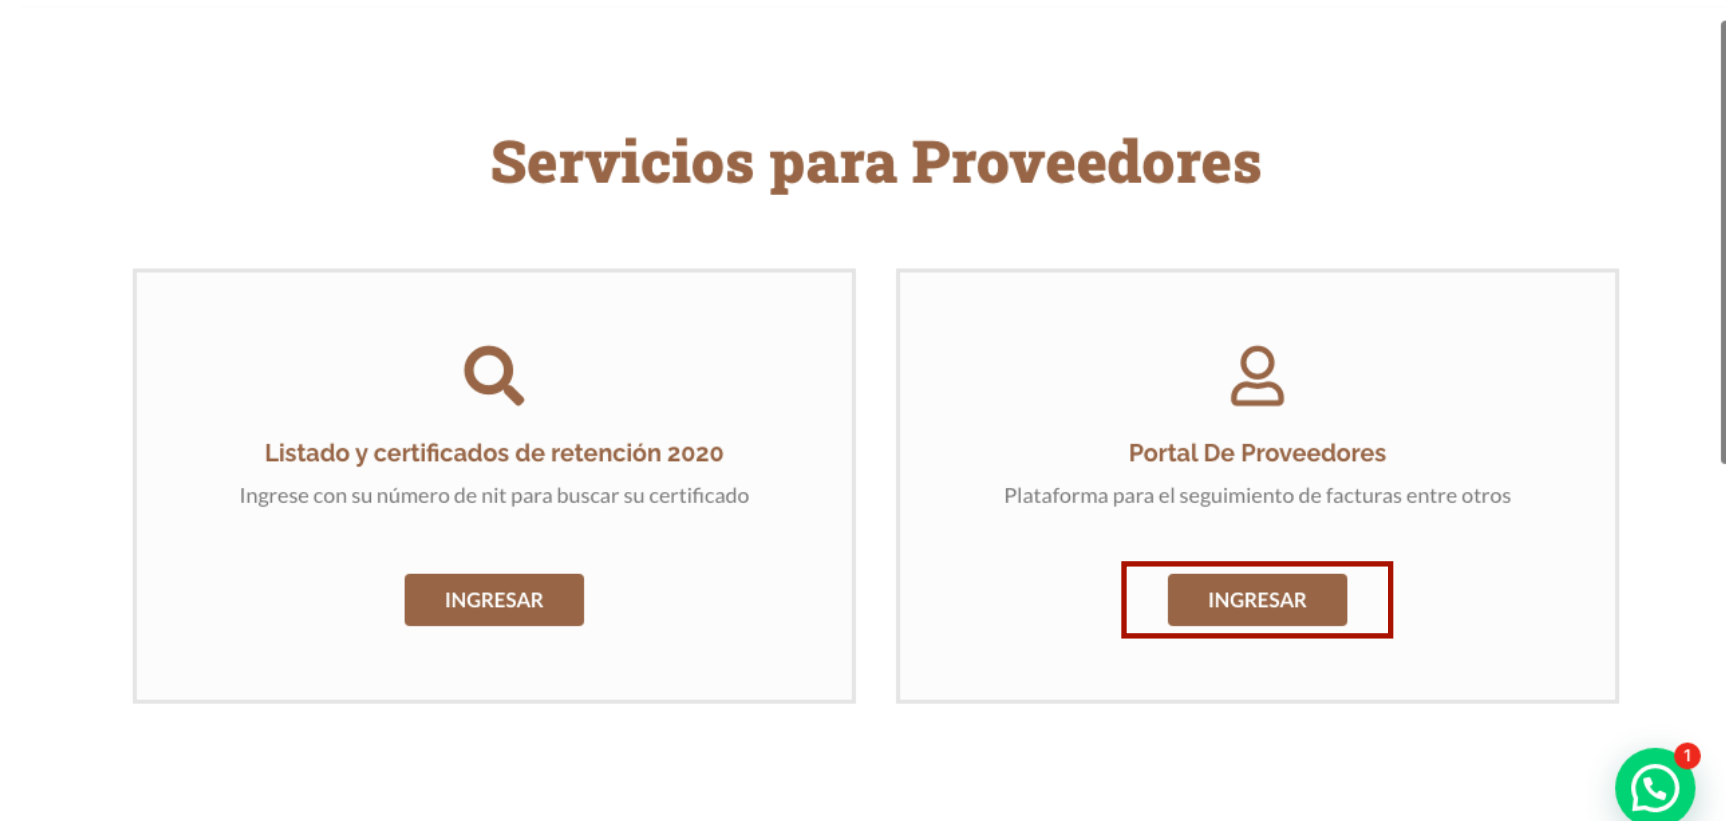 Servicios para Proveedores
Listado y certificados de retención 2020
Ingrese con su número de nit para buscar su certificado
INGRESAR
Portal De Proveedores
Plataforma para el seguimiento de facturas entre otros
INGRESAR
1